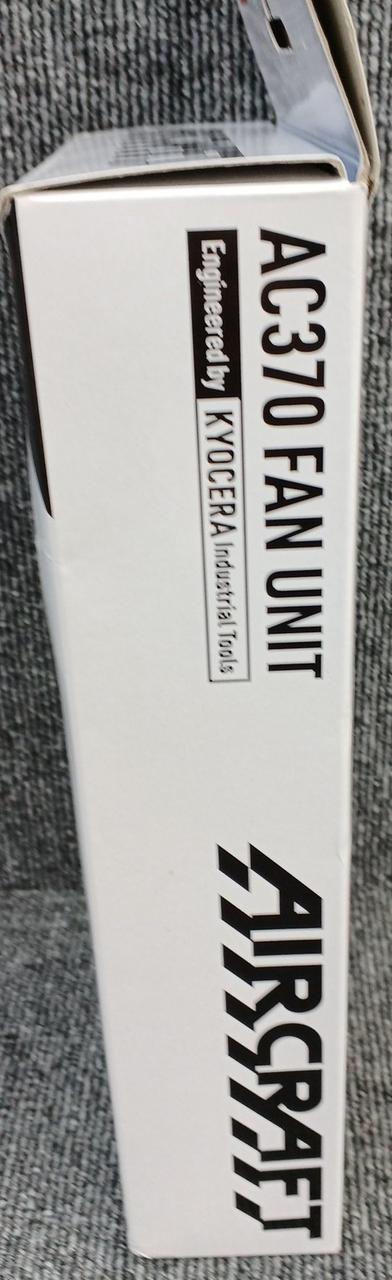 AC370 FAN UNIT
Engineered by KYOCERA Industrial Tools
AIRCRAFT